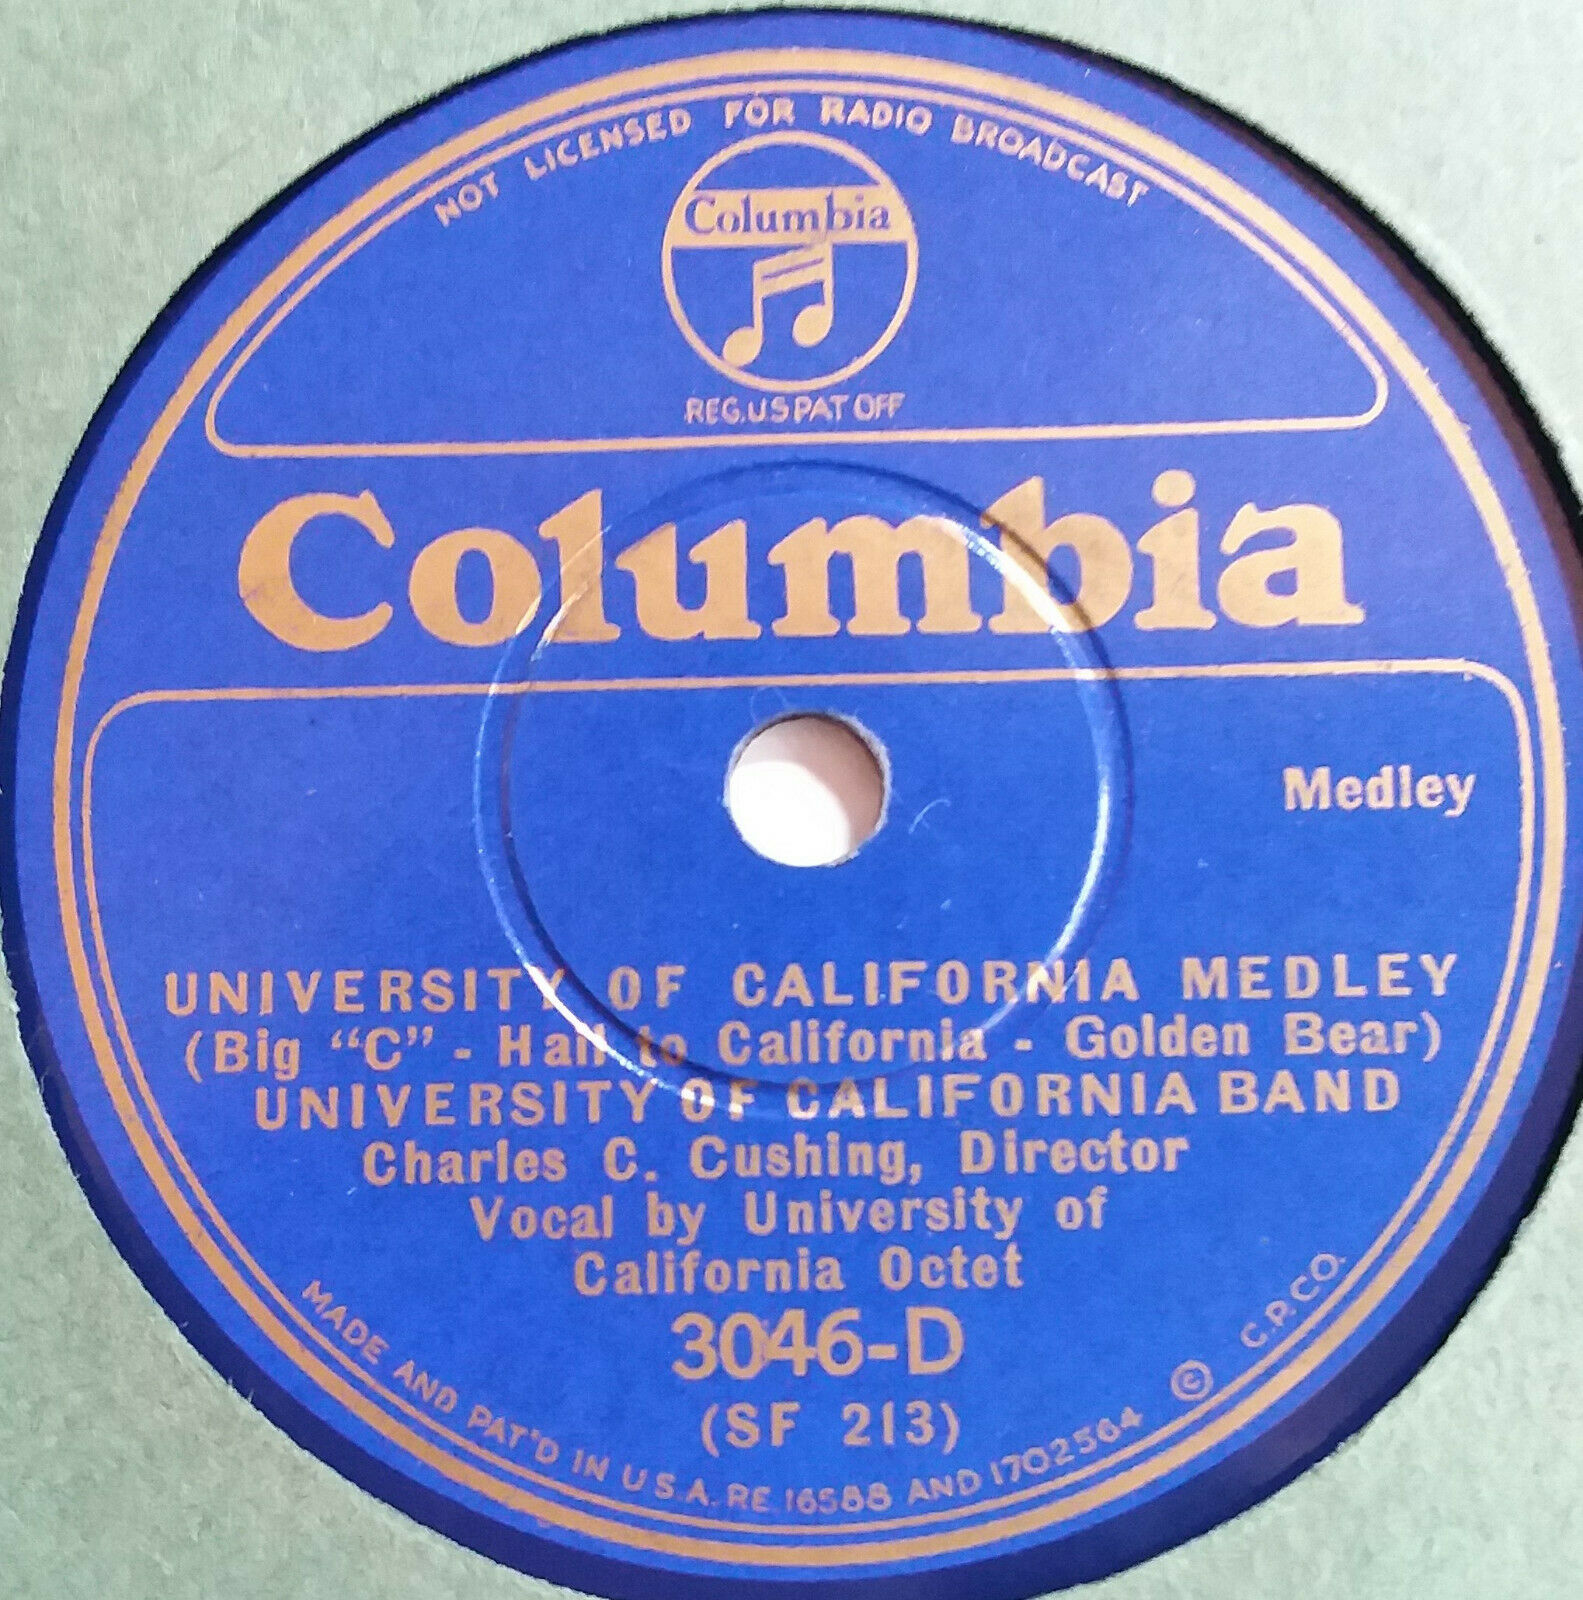 NOT LICENSED FOR RADIO BROADCAST
Columbia
REG.U.S PAT OFF
Columbia
Medley
UNIVERSITY OF CALIFORNIA MEDLEY
(Big “C” - Hail to California - Golden Bear)
UNIVERSITY OF CALIFORNIA BAND
Charles C. Cushing, Director
Vocal by University of
California Octet
3046-D
(SF 213)
MADE AND PAT'D IN U.S.A. RE 16588 AND 1702564 © C.P.CO.